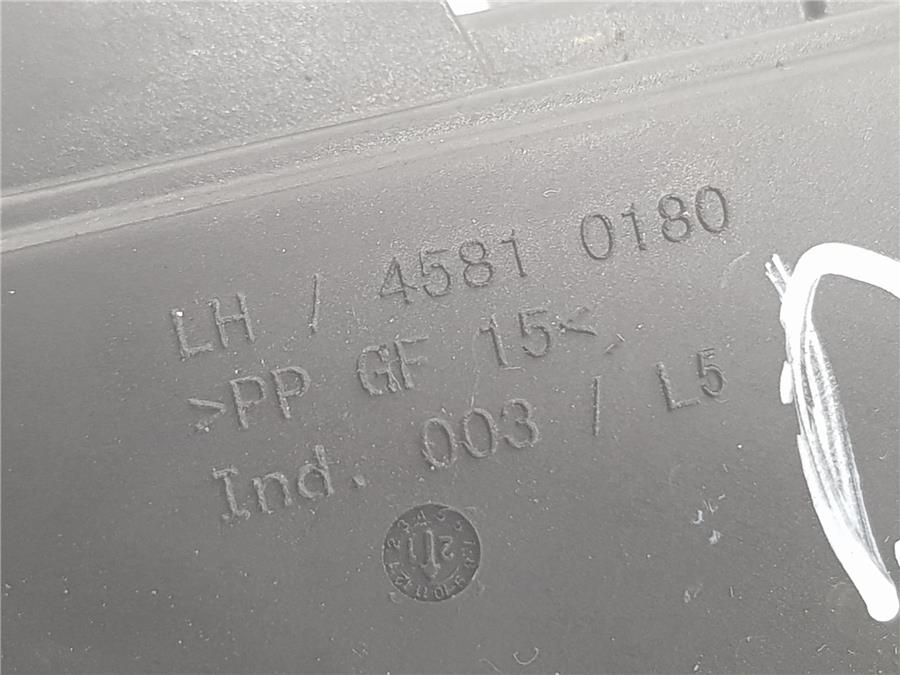 LH / 4581 0180
>PP GF 15<
Ind. 003 / L5